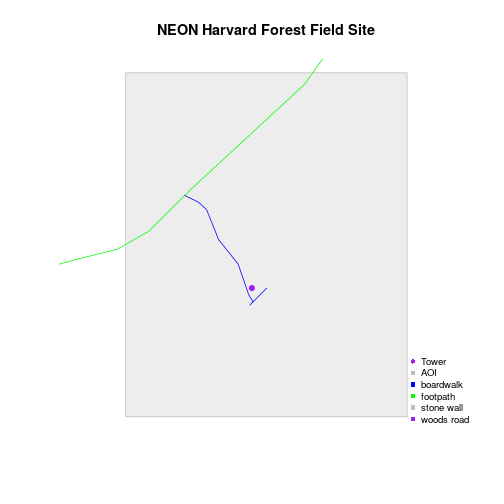 NEON Harvard Forest Field Site
Tower
AOI
boardwalk
footpath
stone wall
woods road